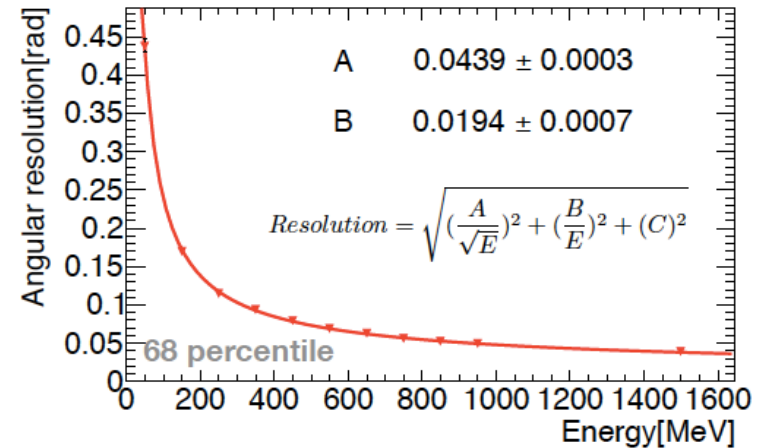 Angular resolution[rad]
0.45
0.4
0.35
0.3
0.25
0.2
0.15
0.1
0.05
0
A 0.0439 ± 0.0003
B 0.0194 ± 0.0007
Resolution = √(A/√E)² + (B/E)² + (C)²
68 percentile
0 200 400 600 800 1000 1200 1400 1600
Energy[MeV]